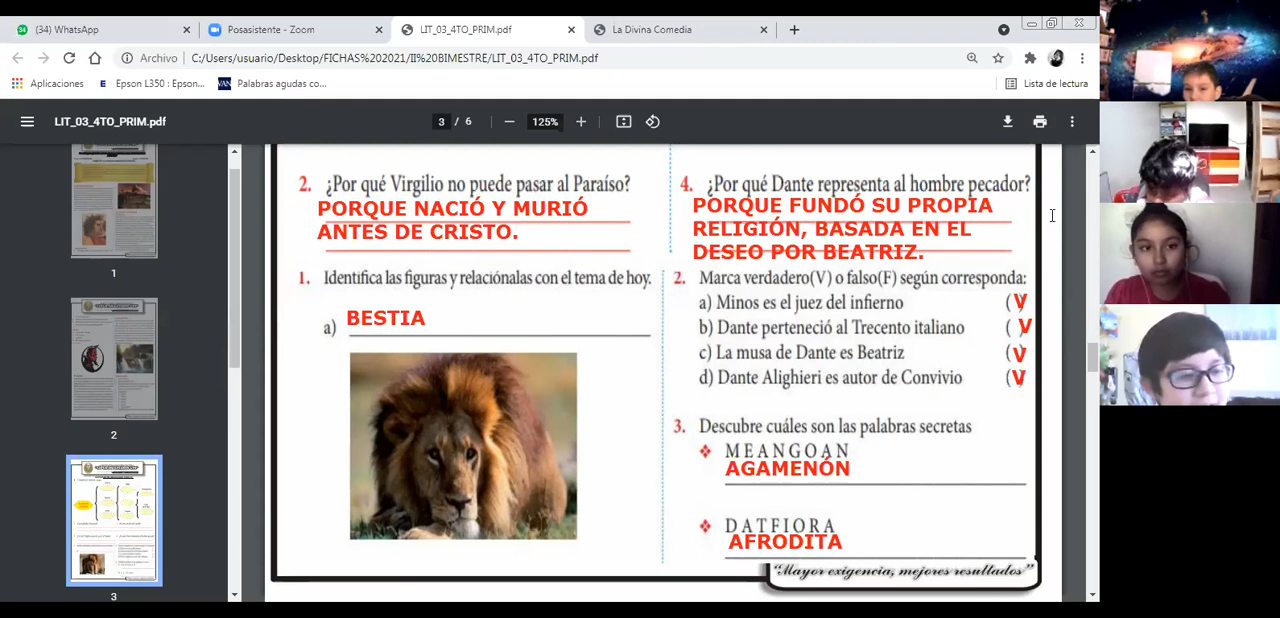 (34) WhatsApp
Posasistente - Zoom
LIT_03_4TO_PRIM.pdf
La Divina Comedia
Archivo | C:/Users/usuario/Desktop/FICHAS%202021/II%20BIMESTRE/LIT_03_4TO_PRIM.pdf
Aplicaciones
Epson L350 : Epson...
Palabras agudas co...
Lista de lectura
LIT_03_4TO_PRIM.pdf
3 / 6
125%
1
2
3
2. ¿Por qué Virgilio no puede pasar al Paraíso?
PORQUE NACIÓ Y MURIÓ
ANTES DE CRISTO.
4. ¿Por qué Dante representa al hombre pecador?
PORQUE FUNDÓ SU PROPIA
RELIGIÓN, BASADA EN EL
DESEO POR BEATRIZ.
1. Identifica las figuras y relaciónalas con el tema de hoy.
a) BESTIA
2. Marca verdadero(V) o falso(F) según corresponda:
a) Minos es el juez del infierno (V)
b) Dante perteneció al Trecento italiano ( )V
c) La musa de Dante es Beatriz (V)
d) Dante Alighieri es autor de Convivio (V)
3. Descubre cuáles son las palabras secretas
❖ M E A N G O A N
AGAMENÓN
❖ D A T F I O R A
AFRODITA
"Mayor exigencia, mejores resultados"